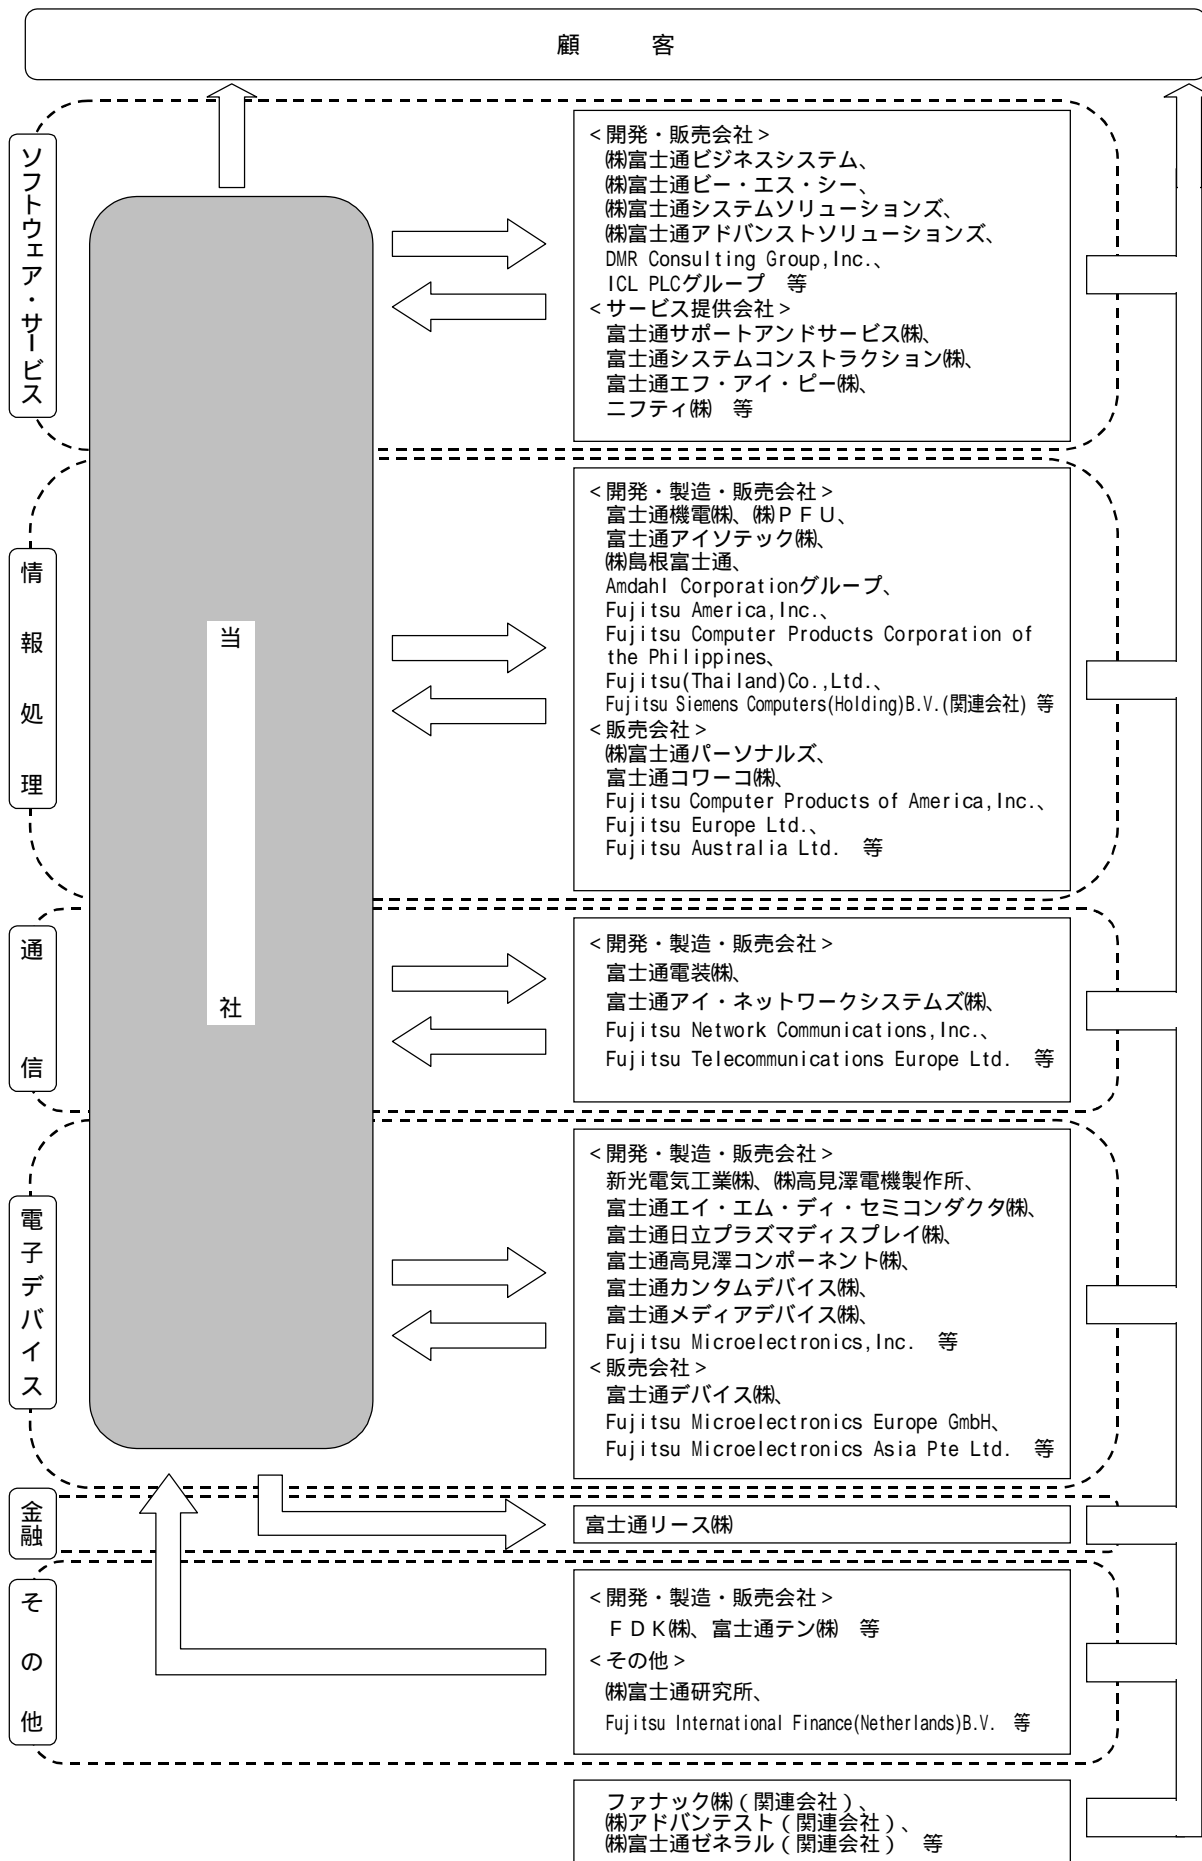 顧 客
ソフトウェア・サービス
<開発・販売会社>
㈱富士通ビジネスシステム、
㈱富士通ビー・エス・シー、
㈱富士通システムソリューションズ、
㈱富士通アドバンストソリューションズ、
DMR Consulting Group,Inc.、
ICL PLCグループ 等
<サービス提供会社>
富士通サポートアンドサービス㈱、
富士通システムコンストラクション㈱、
富士通エフ・アイ・ピー㈱、
ニフティ㈱ 等
当社
情報処理
<開発・製造・販売会社>
富士通機電㈱、㈱PFU、
富士通アイソテック㈱、
㈱島根富士通、
Amdahl Corporationグループ、
Fujitsu America,Inc.、
Fujitsu Computer Products Corporation of
the Philippines、
Fujitsu(Thailand)Co.,Ltd.、
Fujitsu Siemens Computers(Holding)B.V.(関連会社) 等
<販売会社>
㈱富士通パーソナルズ、
富士通コワーコ㈱、
Fujitsu Computer Products of America,Inc.、
Fujitsu Europe Ltd.、
Fujitsu Australia Ltd. 等
通信
<開発・製造・販売会社>
富士通電装㈱、
富士通アイ・ネットワークシステムズ㈱、
Fujitsu Network Communications,Inc.、
Fujitsu Telecommunications Europe Ltd. 等
電子デバイス
<開発・製造・販売会社>
新光電気工業㈱、㈱高見澤電機製作所、
富士通エイ・エム・ディ・セミコンダクタ㈱、
富士通日立プラズマディスプレイ㈱、
富士通高見澤コンポーネント㈱、
富士通カンタムデバイス㈱、
富士通メディアデバイス㈱、
Fujitsu Microelectronics,Inc. 等
<販売会社>
富士通デバイス㈱、
Fujitsu Microelectronics Europe GmbH、
Fujitsu Microelectronics Asia Pte Ltd. 等
金融
富士通リース㈱
その他
<開発・製造・販売会社>
FDK㈱、富士通テン㈱ 等
<その他>
㈱富士通研究所、
Fujitsu International Finance(Netherlands)B.V. 等
ファナック㈱(関連会社)、
㈱アドバンテスト(関連会社)、
㈱富士通ゼネラル(関連会社) 等